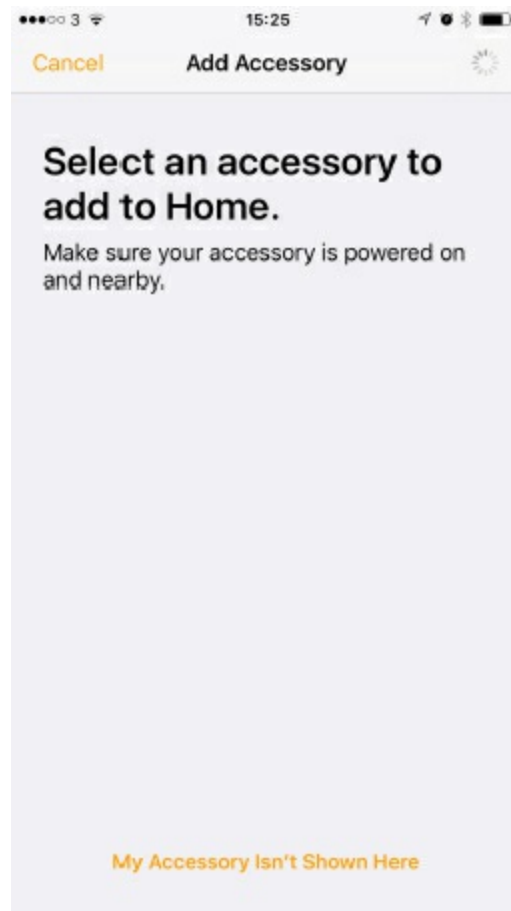 3 15:25
Cancel Add Accessory
Select an accessory to
add to Home.
Make sure your accessory is powered on
and nearby.
My Accessory Isn't Shown Here